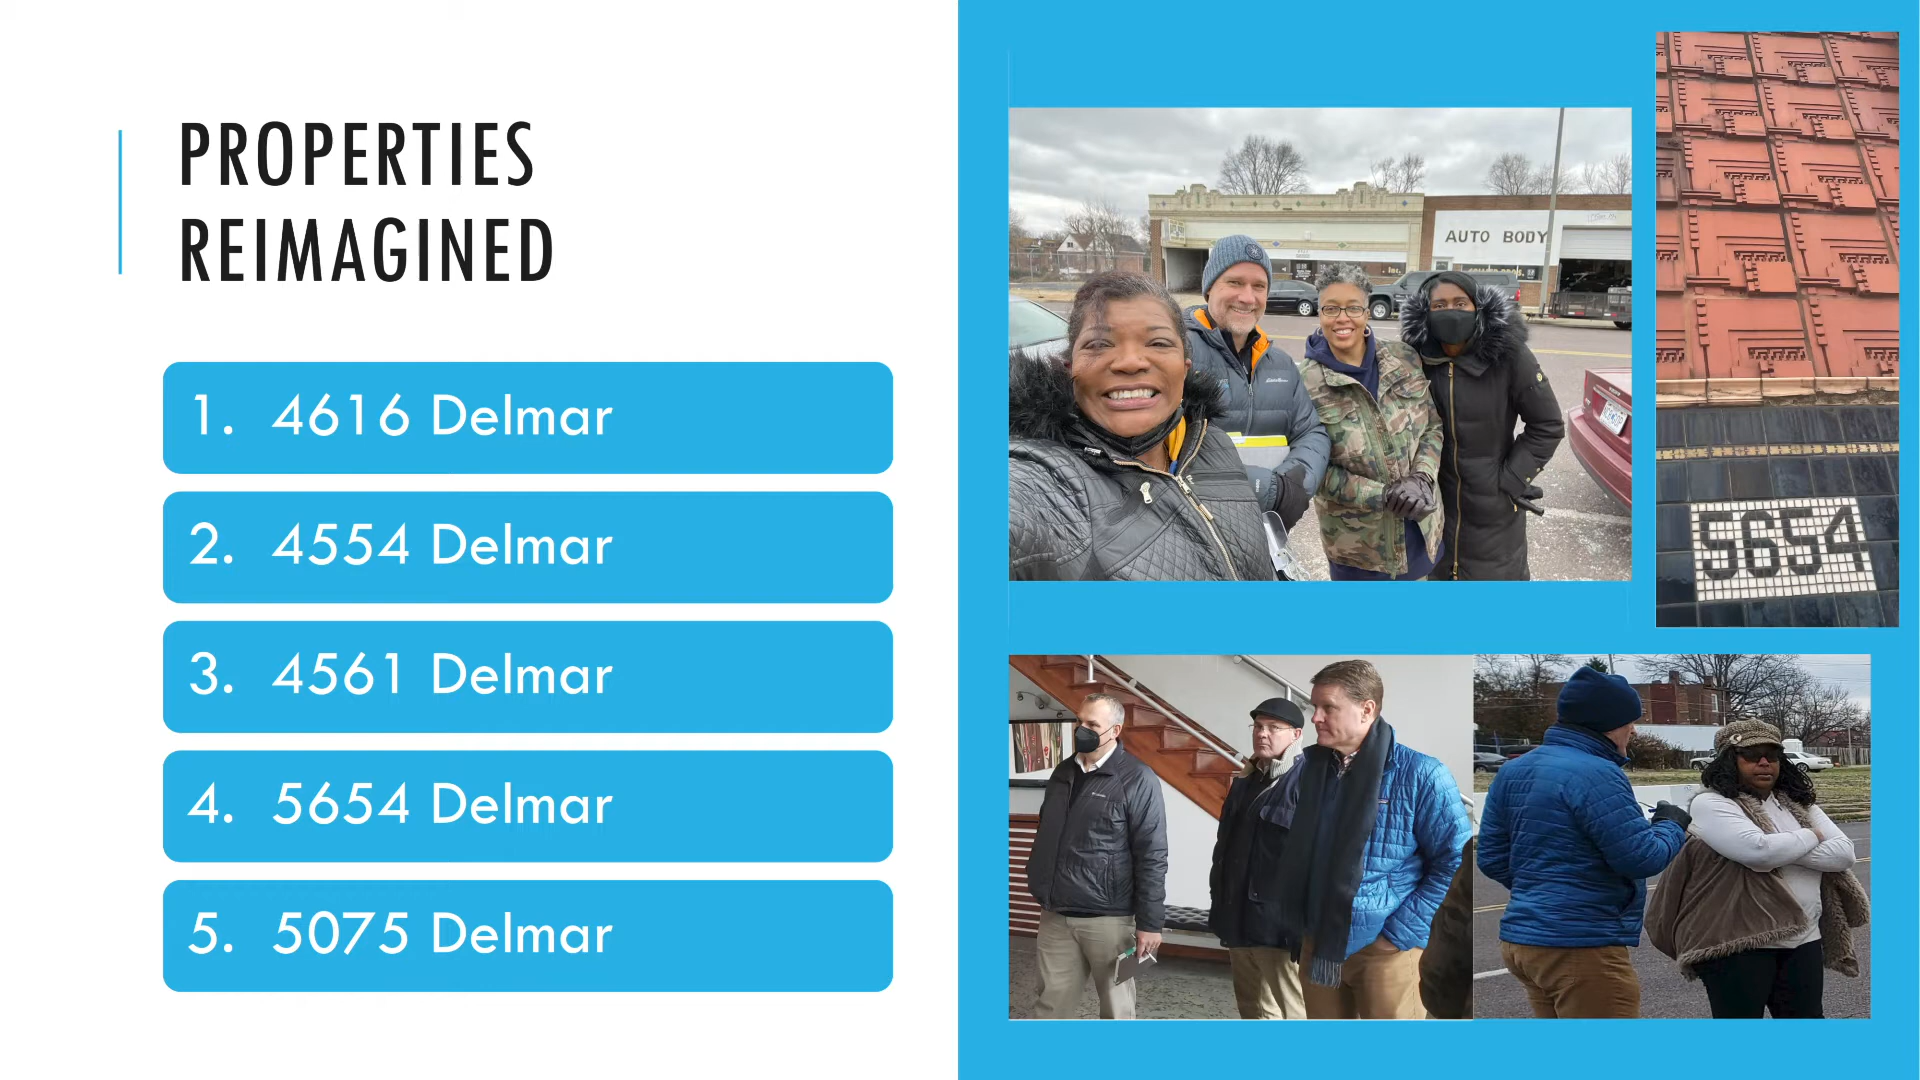 PROPERTIES
REIMAGINED
1. 4616 Delmar
2. 4554 Delmar
3. 4561 Delmar
4. 5654 Delmar
5. 5075 Delmar
AUTO BODY
5654